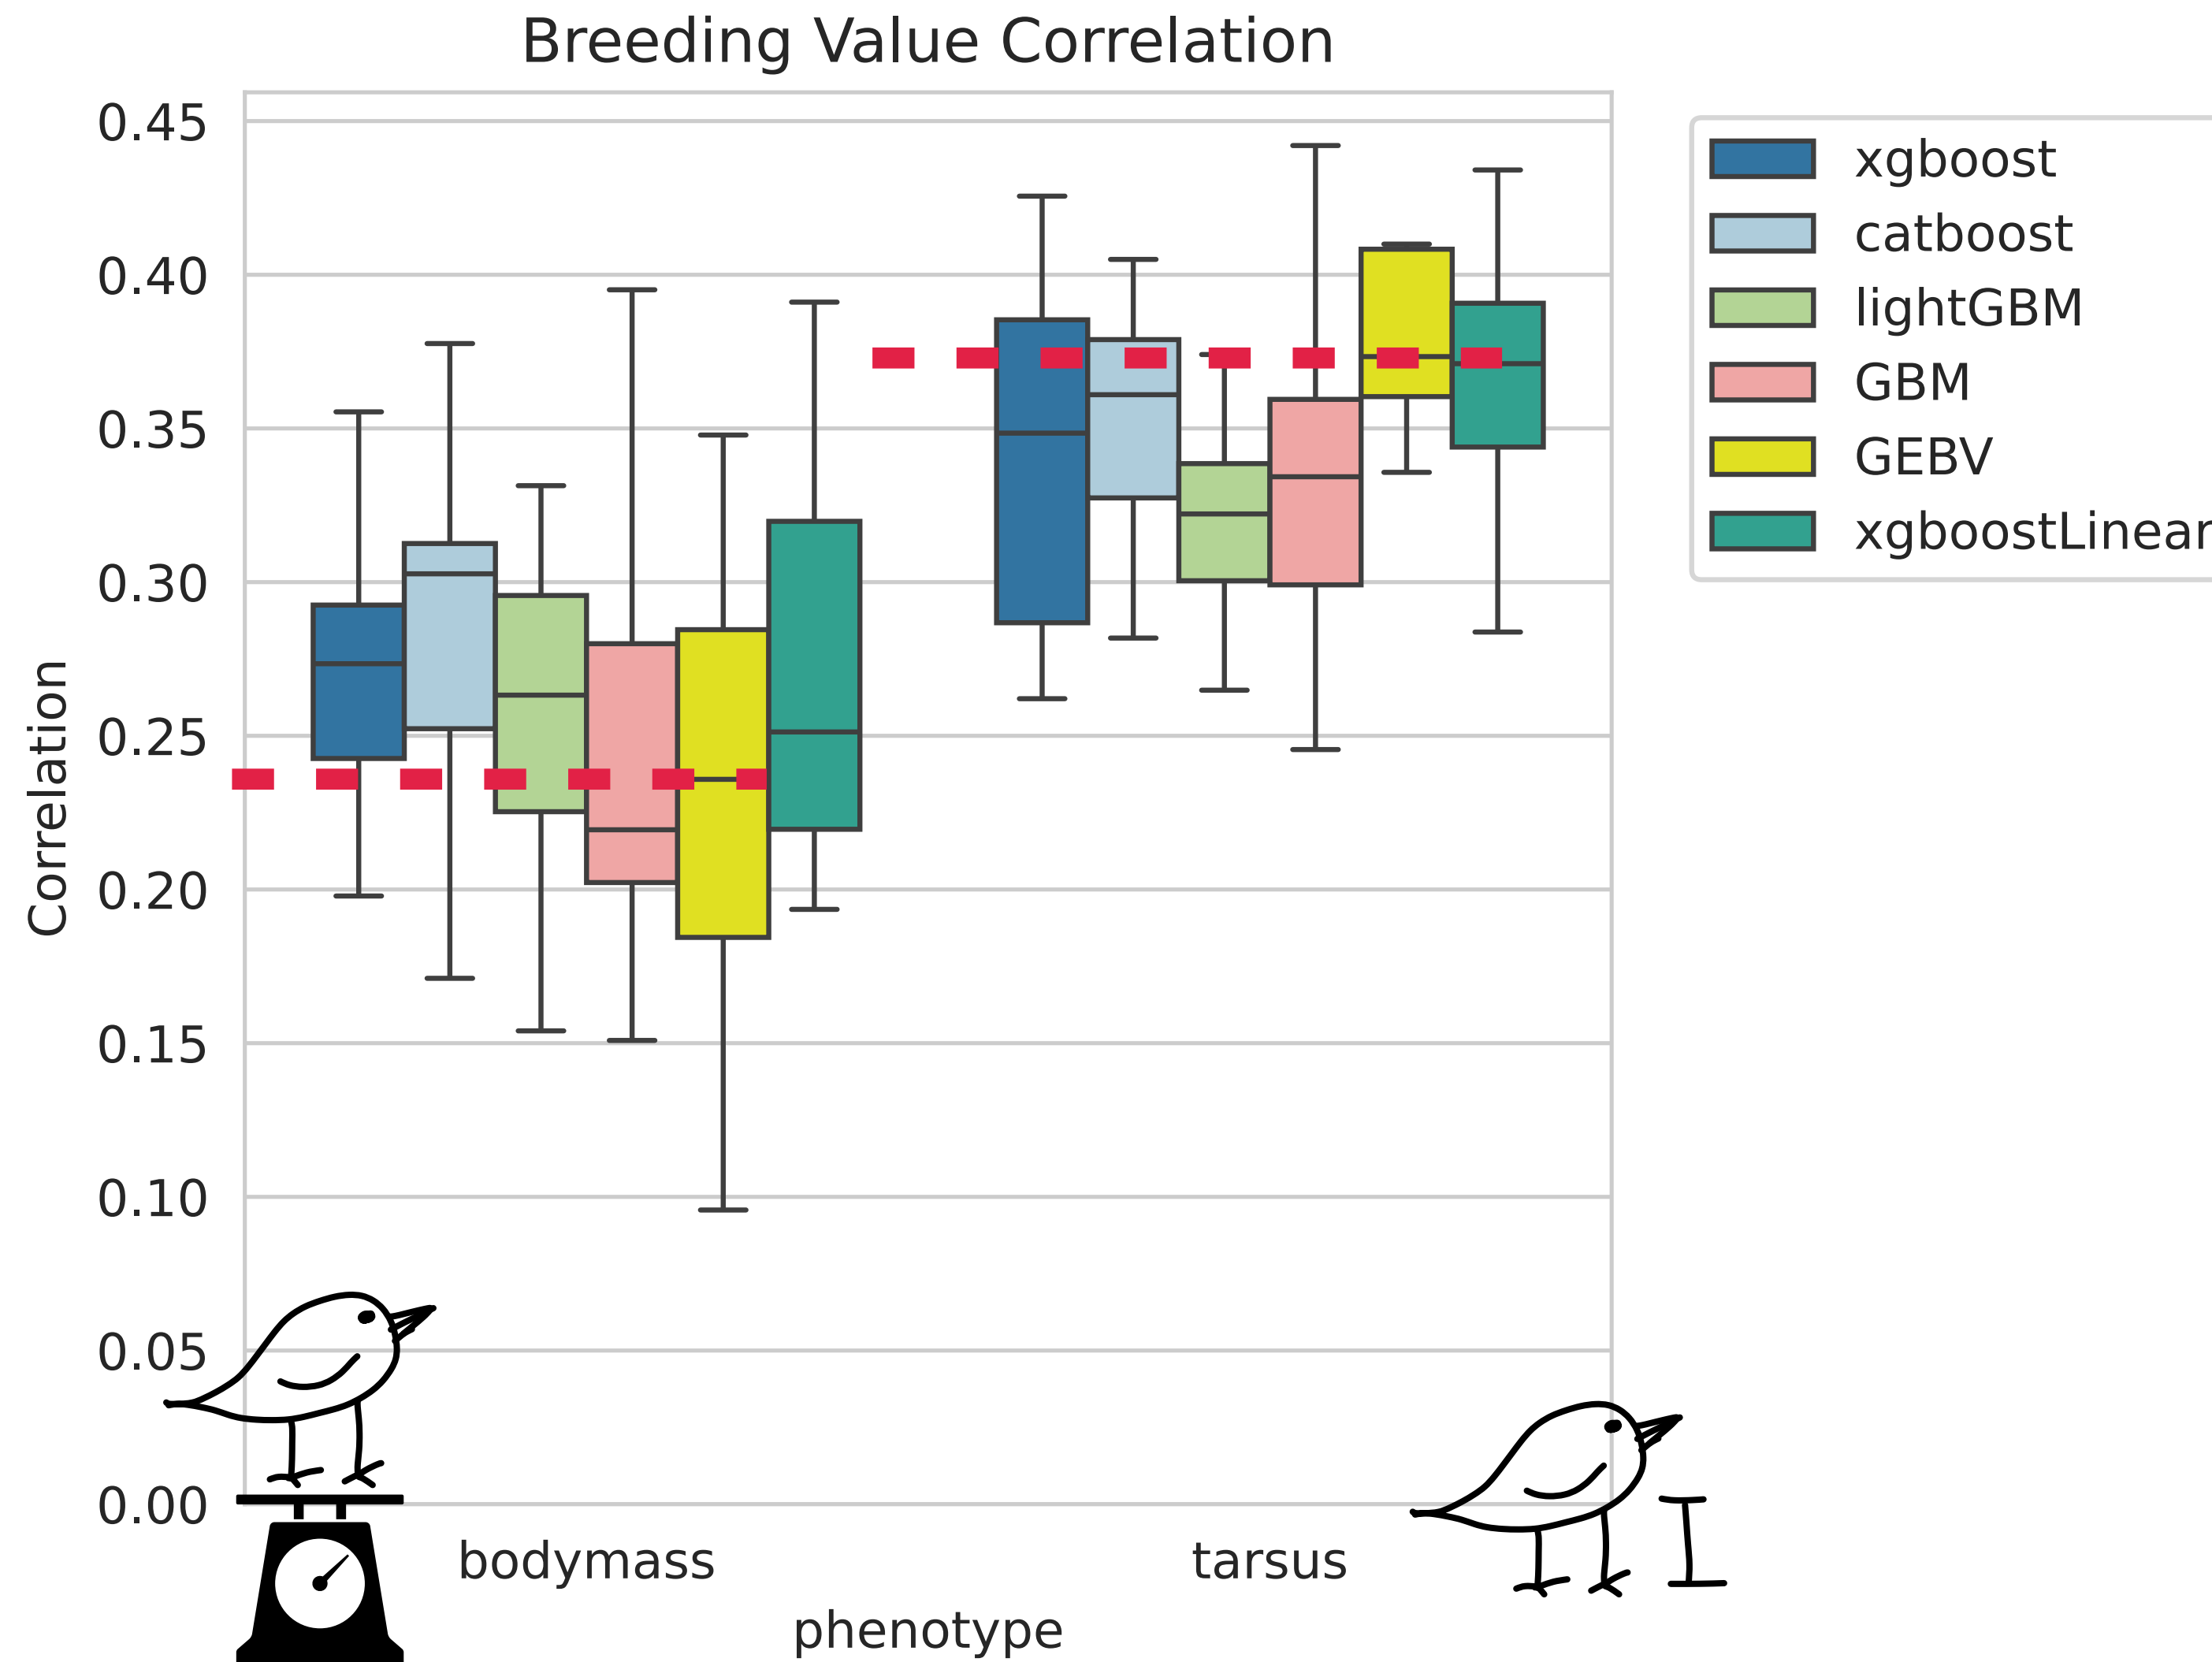 Breeding Value Correlation
0.45
0.40
0.35
0.30
0.25
0.20
0.15
0.10
0.05
0.00
Correlation
bodymass
tarsus
phenotype
xgboost
catboost
lightGBM
GBM
GEBV
xgboostLinear